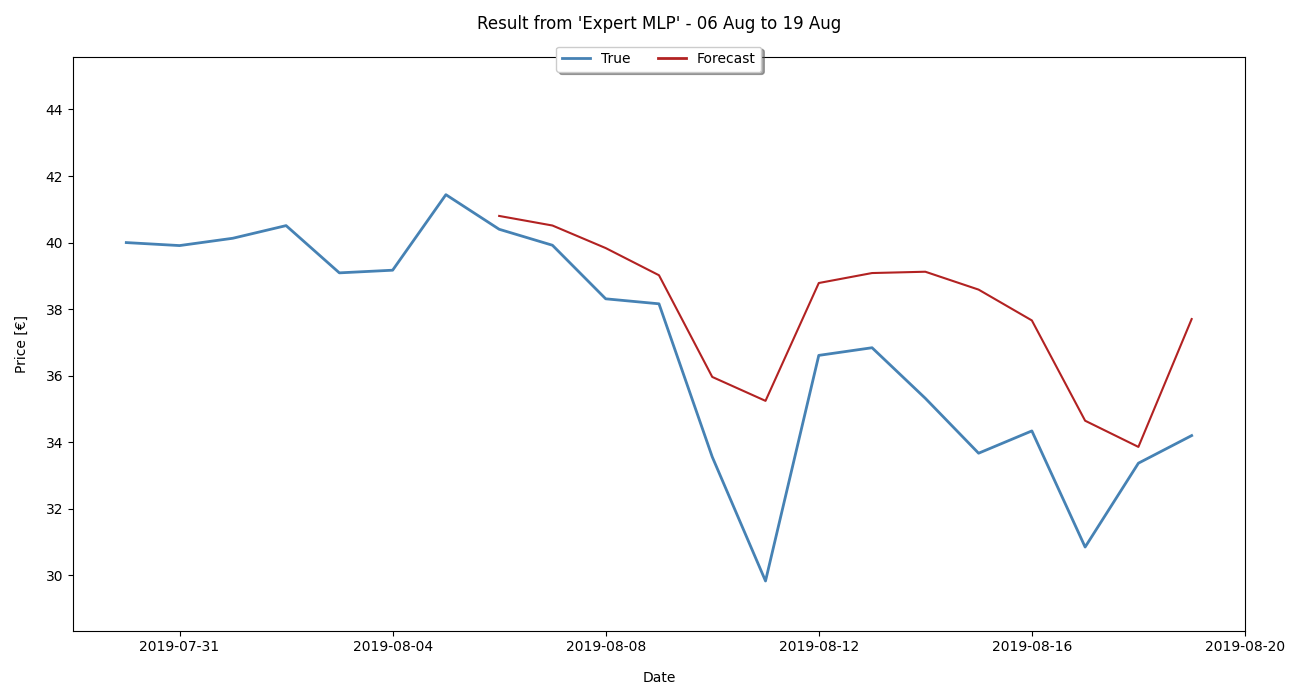 Result from 'Expert MLP' - 06 Aug to 19 Aug
True Forecast
44
42
40
38
36
34
32
30
Price [€]
2019-07-31 2019-08-04 2019-08-08 2019-08-12 2019-08-16 2019-08-20
Date